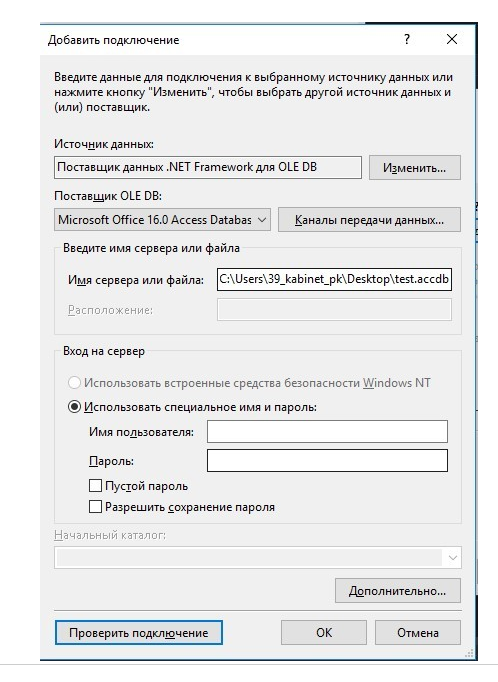 Добавить подключение
Введите данные для подключения к выбранному источнику данных или
нажмите кнопку "Изменить", чтобы выбрать другой источник данных и
(или) поставщик.
Источник данных:
Поставщик данных .NET Framework для OLE DB
Изменить...
Поставщик OLE DB:
Microsoft Office 16.0 Access Databas
Каналы передачи данных...
Введите имя сервера или файла
Имя сервера или файла:
C:\Users\39_kabinet_pk\Desktop\test.accdb
Расположение:
Вход на сервер
Использовать встроенные средства безопасности Windows NT
Использовать специальное имя и пароль:
Имя пользователя:
Пароль:
Пустой пароль
Разрешить сохранение пароля
Начальный каталог:
Дополнительно...
Проверить подключение
OK
Отмена